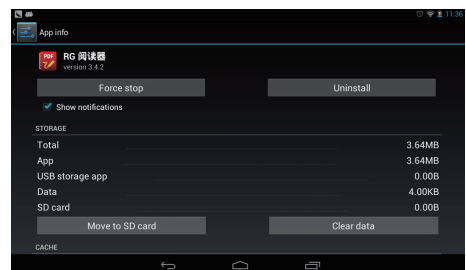 11:36
App info
PDF
RG 阅读器
version 3.4.2
Force stop Uninstall
Show notifications
STORAGE
Total 3.64MB
App 3.64MB
USB storage app 0.00B
Data 4.00KB
SD card 0.00B
Move to SD card Clear data
CACHE